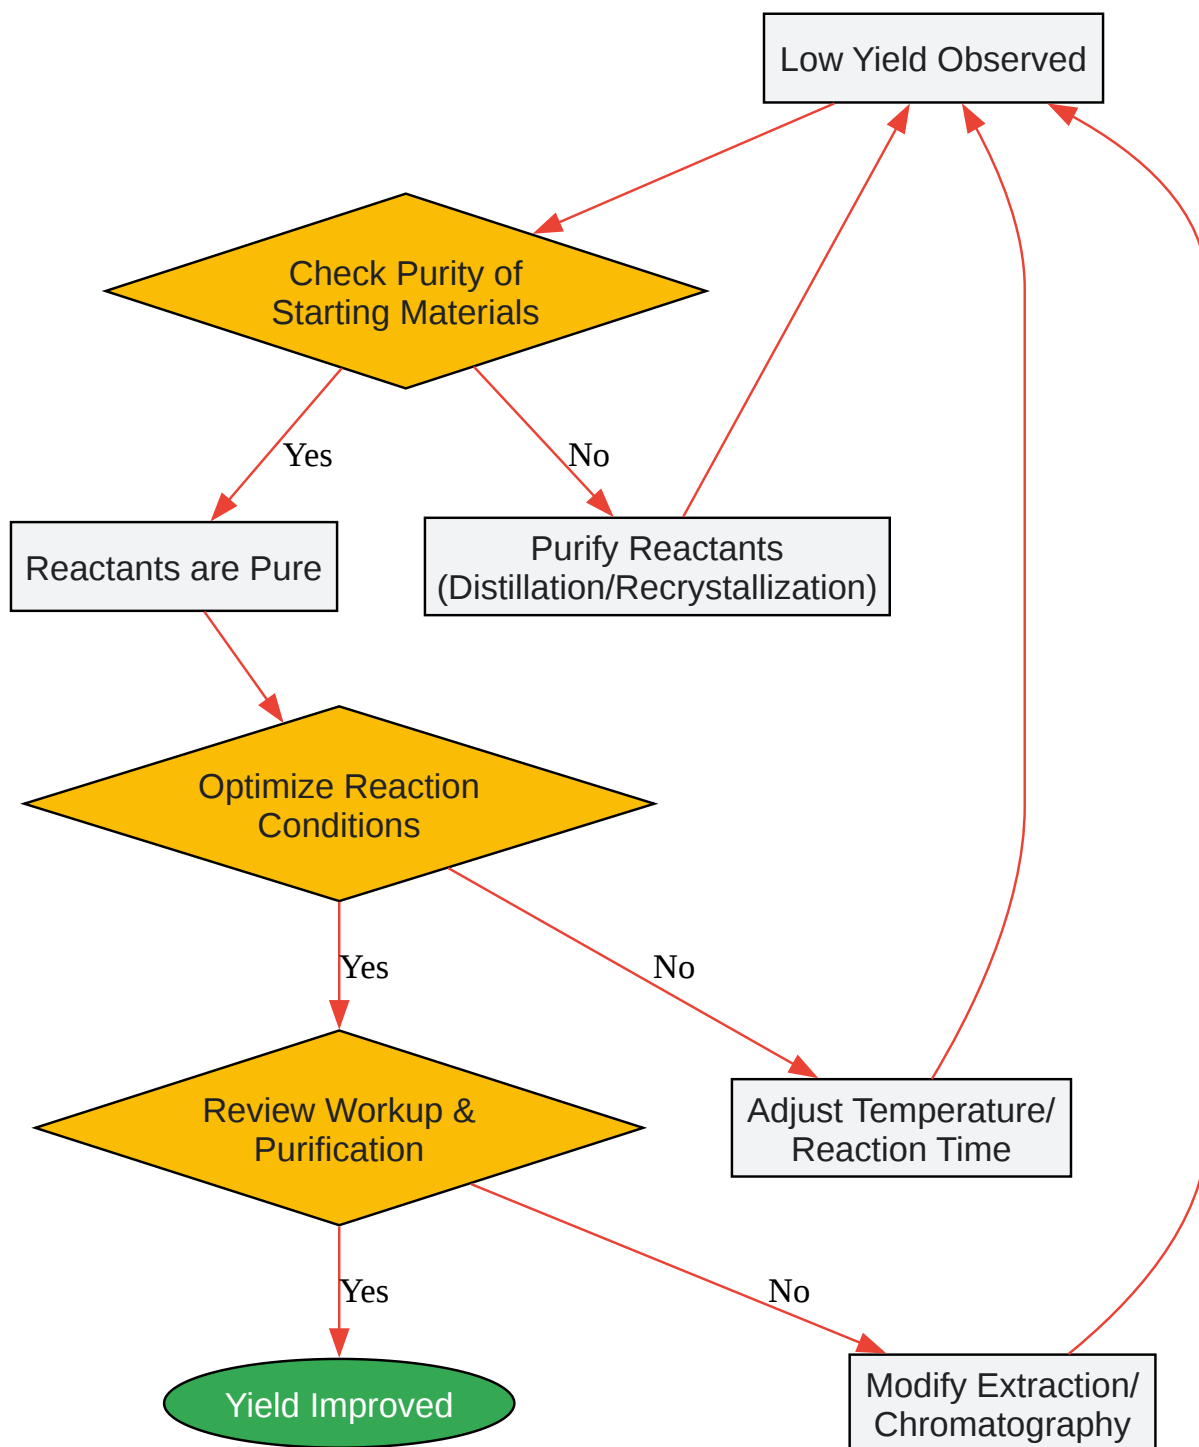 Low Yield Observed
Check Purity of
Starting Materials
Yes
No
Reactants are Pure
Purify Reactants
(Distillation/Recrystallization)
Optimize Reaction
Conditions
Yes
No
Review Workup &
Purification
Adjust Temperature/
Reaction Time
Yes
No
Yield Improved
Modify Extraction/
Chromatography